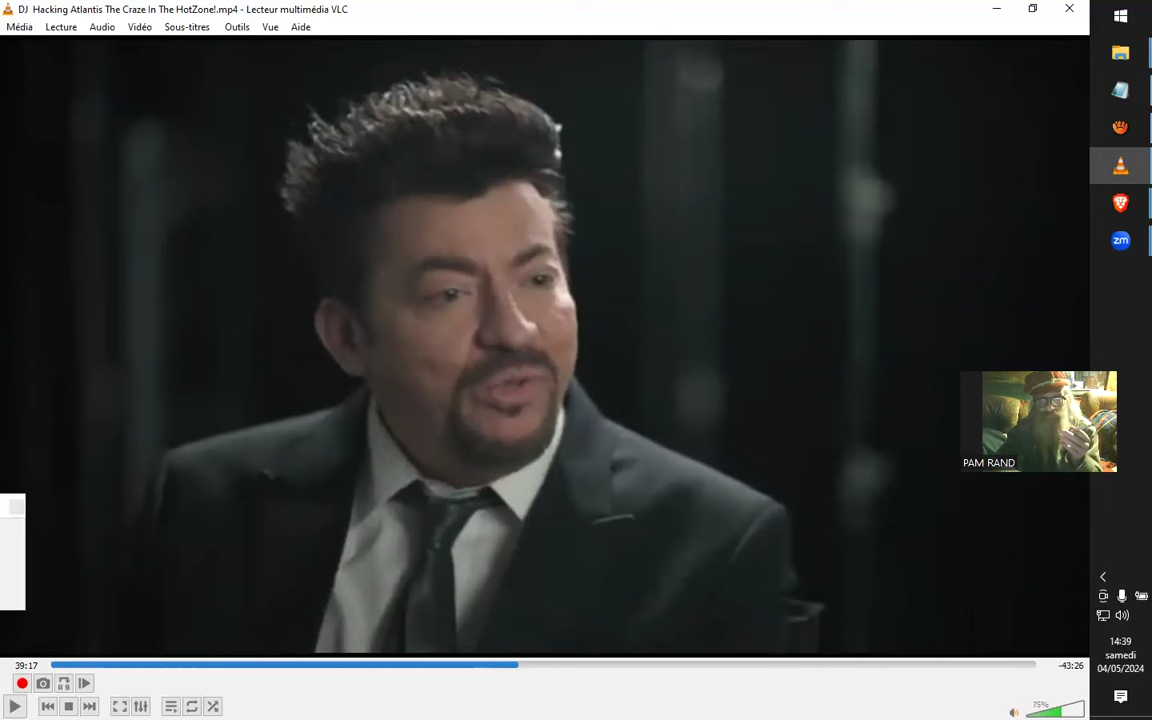 DJ  Hacking Atlantis The Craze In The HotZone!.mp4 - Lecteur multimédia VLC
Média Lecture Audio Vidéo Sous-titres Outils Vue Aide
zm
PAM RAND
39:17
-43:26
75%
14:39
samedi
04/05/2024